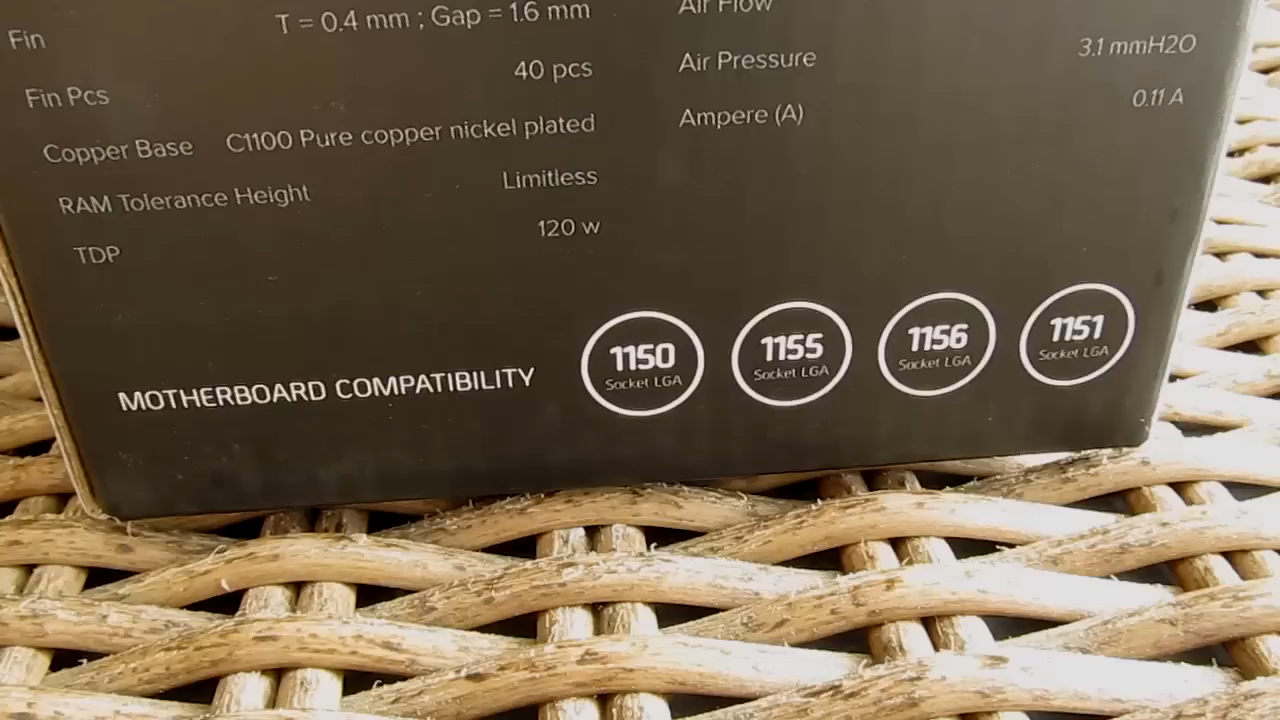 Fin T = 0.4 mm ; Gap = 1.6 mm
Fin Pcs 40 pcs
Copper Base C1100 Pure copper nickel plated
RAM Tolerance Height Limitless
TDP 120 w
Air Flow
Air Pressure 3.1 mmH2O
Ampere (A) 0.11 A
MOTHERBOARD COMPATIBILITY
1150
Socket LGA
1155
Socket LGA
1156
Socket LGA
1151
Socket LGA